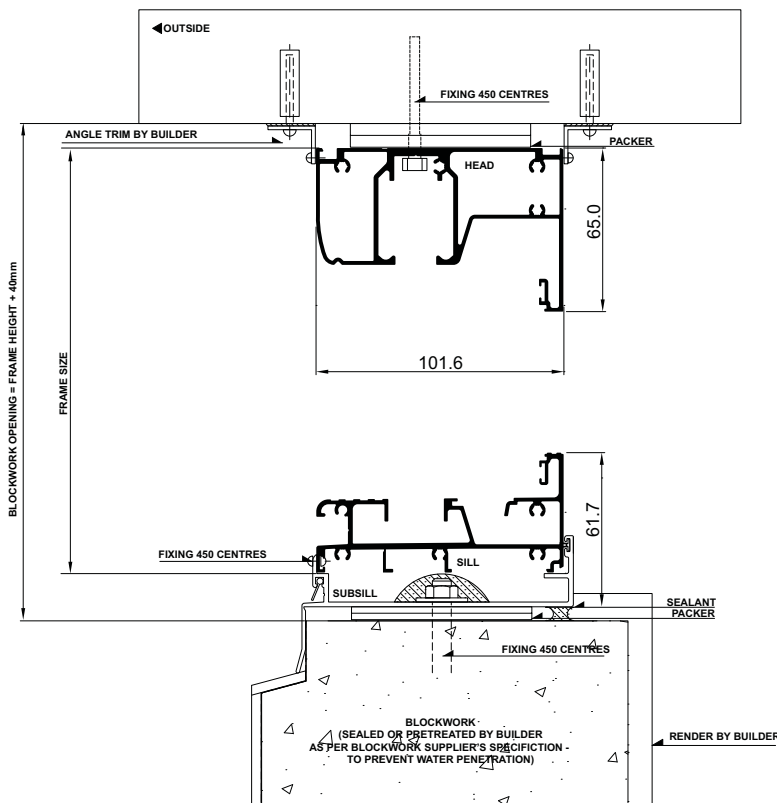 OUTSIDE
FIXING 450 CENTRES
ANGLE TRIM BY BUILDER
PACKER
HEAD
65.0
101.6
FRAME SIZE
BLOCKWORK OPENING = FRAME HEIGHT + 40mm
61.7
FIXING 450 CENTRES
SILL
SUBSILL
SEALANT
PACKER
FIXING 450 CENTRES
BLOCKWORK
(SEALED OR PRETREATED BY BUILDER
AS PER BLOCKWORK SUPPLIER'S SPECIFICTION -
TO PREVENT WATER PENETRATION)
RENDER BY BUILDER